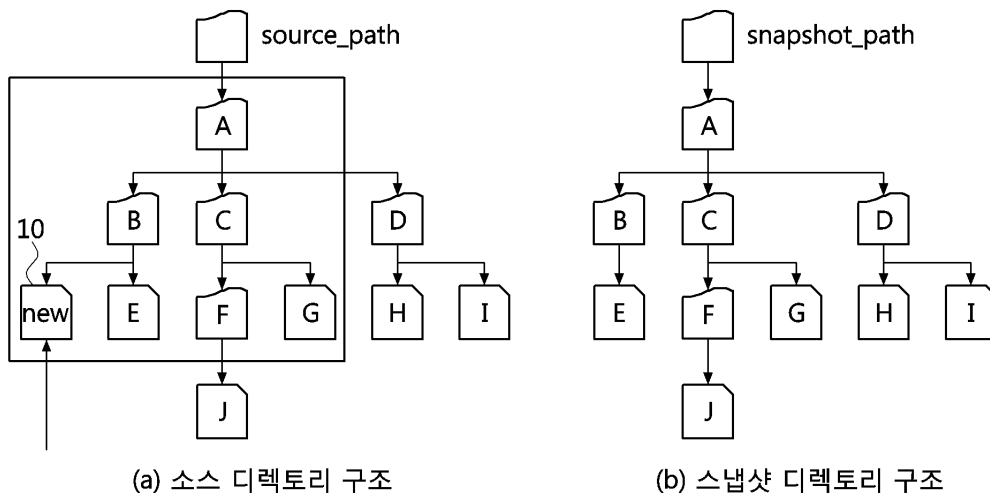 source_path
snapshot_path
A
A
B C D
B C D
10
new E F G H I
E F G H I
J
J
(a) 소스 디렉토리 구조
(b) 스냅샷 디렉토리 구조